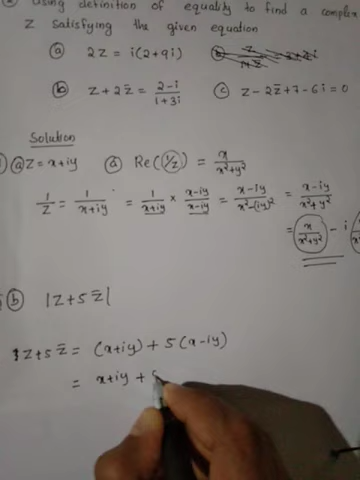 using definition of equality to find a complex
Z satisfying the given equation
ⓐ 2Z = i(2+9i)
ⓑ Z + 2z̄ = (2-i)/(1+3i) ⓒ Z - 2z̄ + 7 - 6i = 0
Solution
ⓐ Z = x+iy ⓐ Re(1/z) = x/(x²+y²)
1/z = 1/(x+iy) = 1/(x+iy) × (x-iy)/(x-iy) = (x-iy)/(x²-(iy)²) = (x-iy)/(x²+y²)
= x/(x²+y²) - i
ⓑ |Z+5z̄|
Z+5z̄ = (x+iy) + 5(x-iy)
= x+iy +